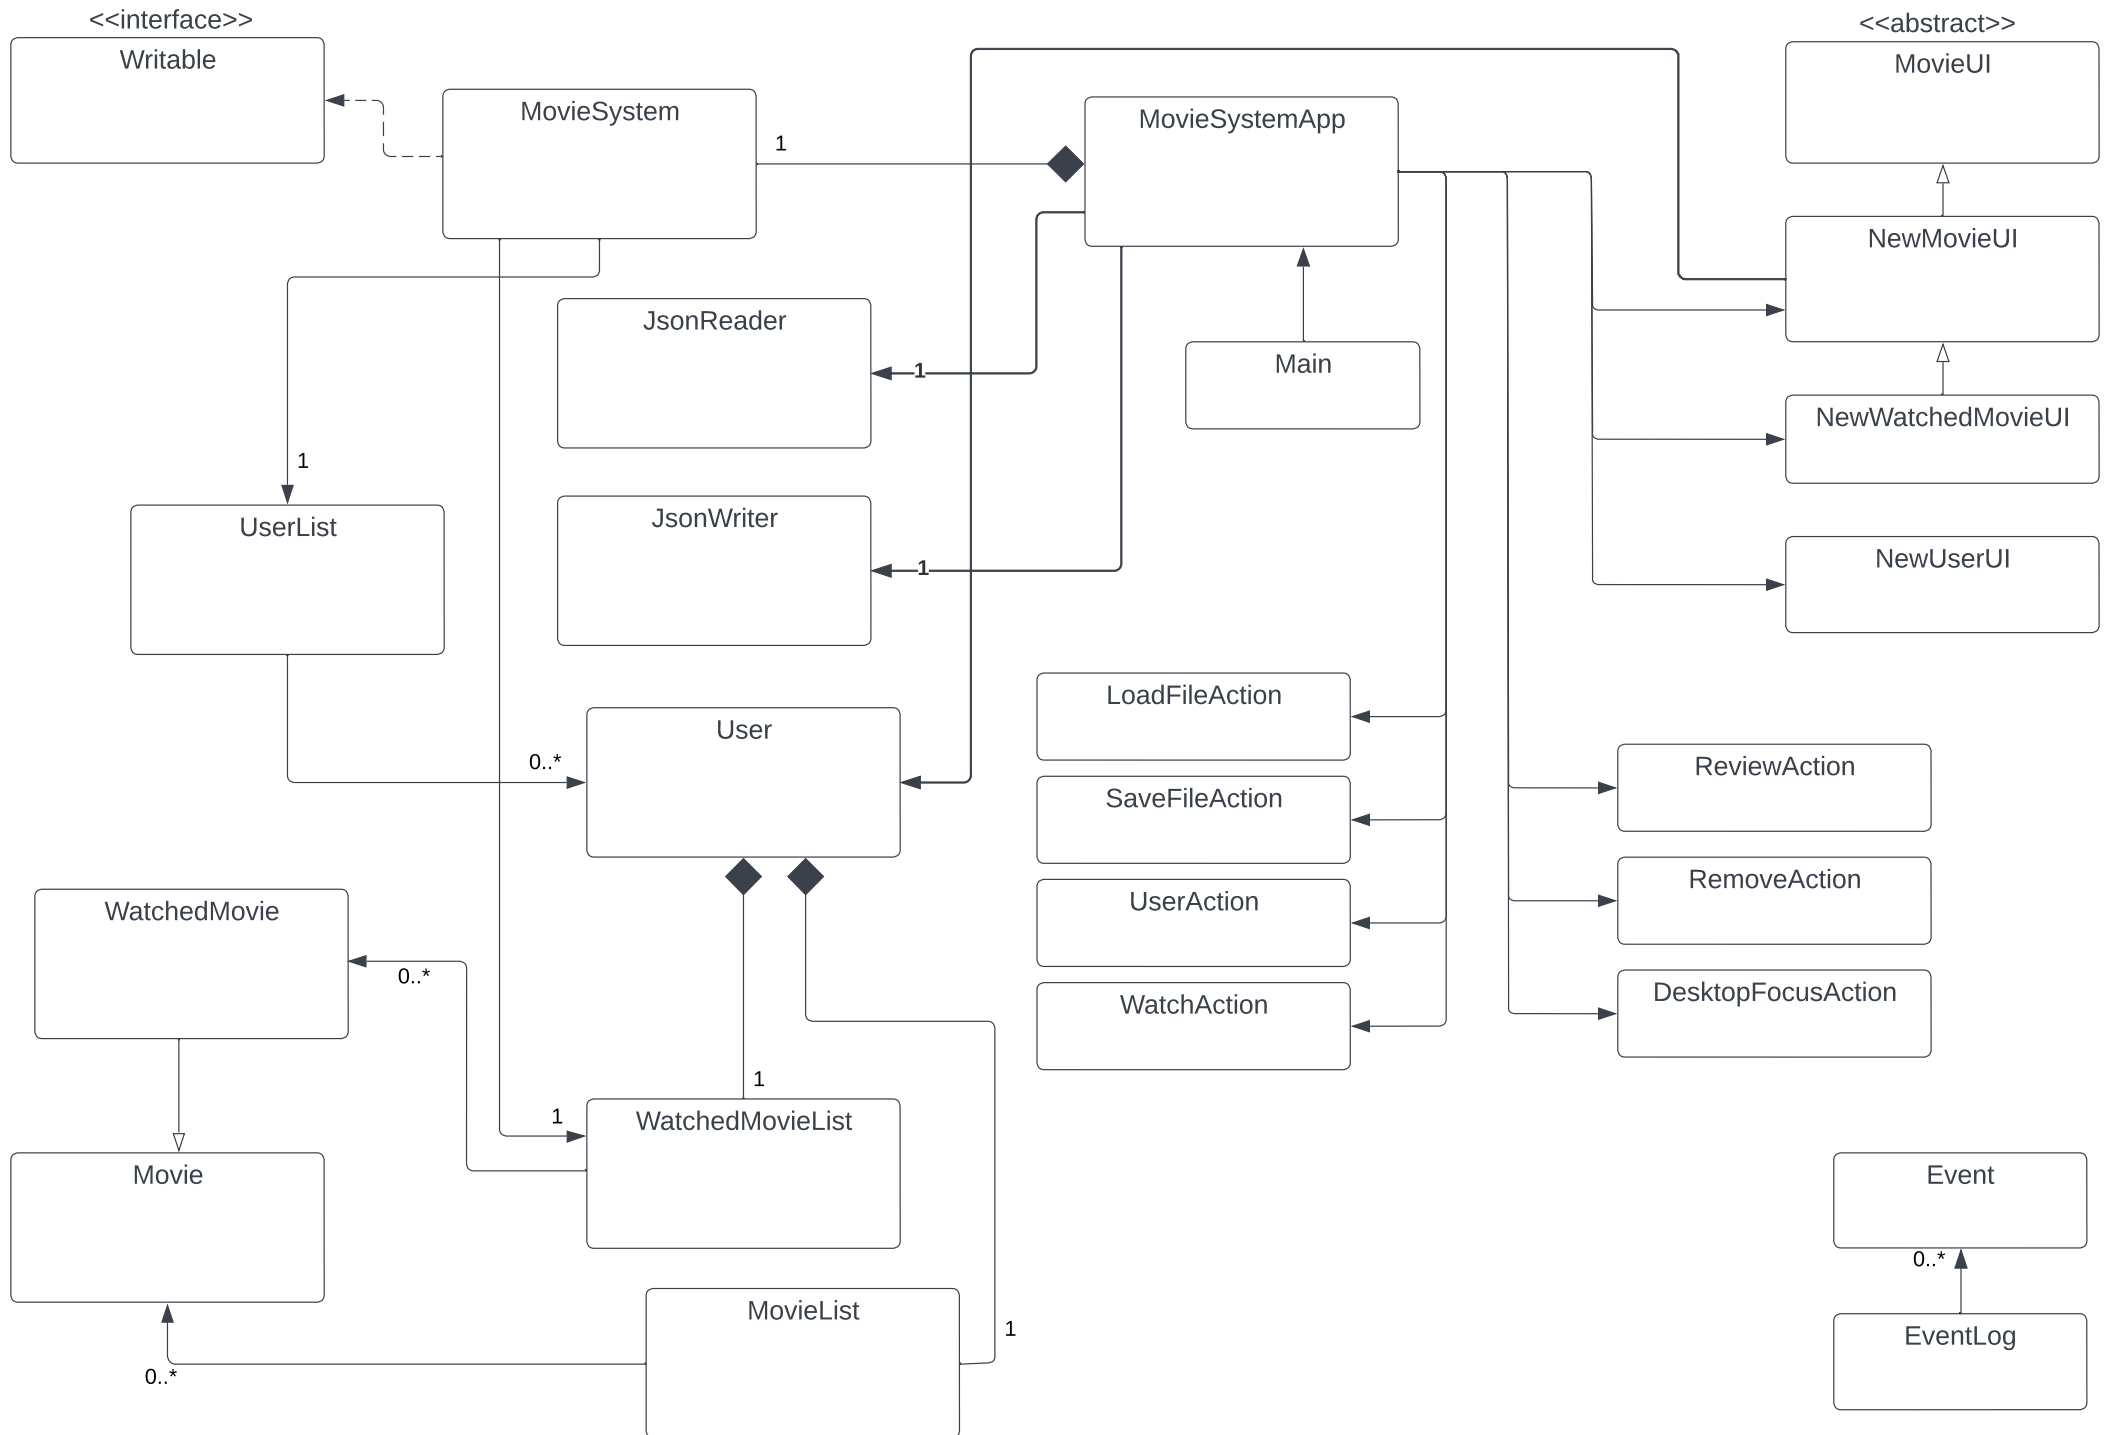 <<interface>>
Writable
<<abstract>>
MovieUI
MovieSystem
1
MovieSystemApp
NewMovieUI
JsonReader
1
Main
NewWatchedMovieUI
1
UserList
JsonWriter
1
NewUserUI
LoadFileAction
User
0..*
ReviewAction
SaveFileAction
RemoveAction
UserAction
WatchedMovie
0..*
DesktopFocusAction
WatchAction
1
1
WatchedMovieList
Movie
Event
0..*
MovieList
1
EventLog
0..*